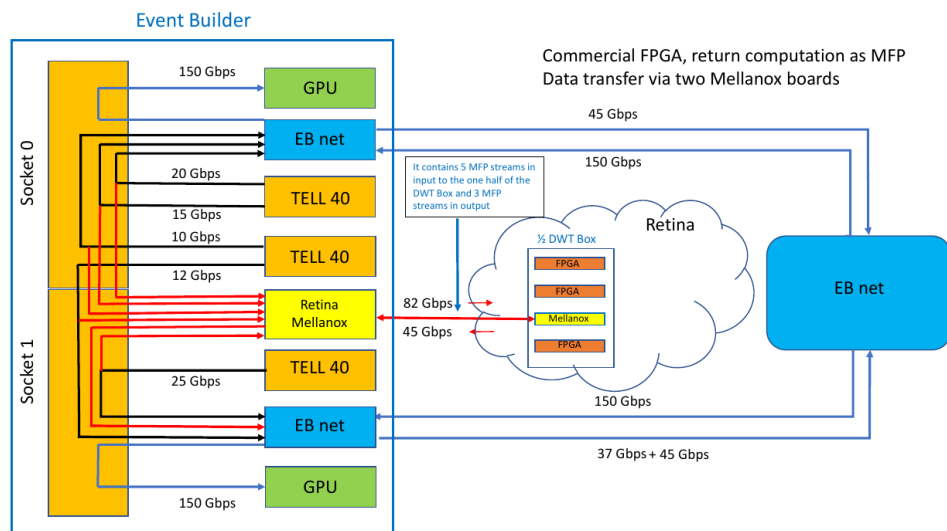 Event Builder
Commercial FPGA, return computation as MFP
Data transfer via two Mellanox boards
Socket 0
Socket 1
150 Gbps
GPU
EB net
20 Gbps
TELL 40
15 Gbps
10 Gbps
TELL 40
12 Gbps
Retina
Mellanox
TELL 40
25 Gbps
EB net
GPU
150 Gbps
45 Gbps
150 Gbps
It contains 5 MFP streams in
input to the one half of the
DWT Box and 3 MFP
streams in output
Retina
½ DWT Box
FPGA
FPGA
Mellanox
FPGA
82 Gbps
45 Gbps
EB net
150 Gbps
37 Gbps + 45 Gbps